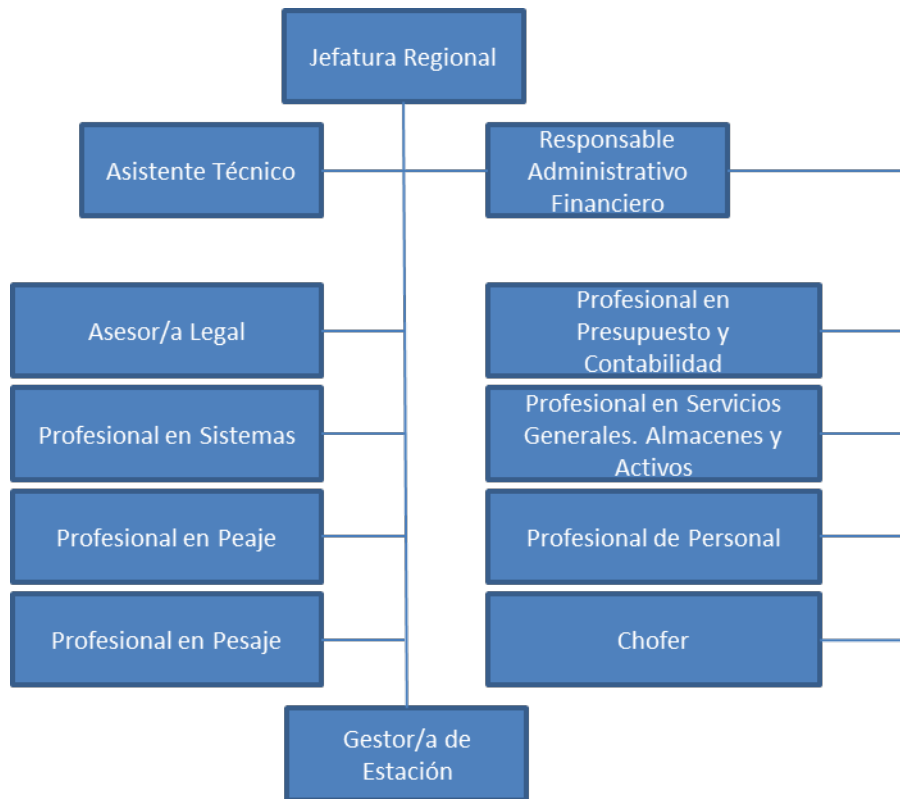 Jefatura Regional
Asistente Técnico
Responsable
Administrativo
Financiero
Asesor/a Legal
Profesional en
Presupuesto y
Contabilidad
Profesional en Sistemas
Profesional en Servicios
Generales. Almacenes y
Activos
Profesional en Peaje
Profesional de Personal
Profesional en Pesaje
Chofer
Gestor/a de
Estación